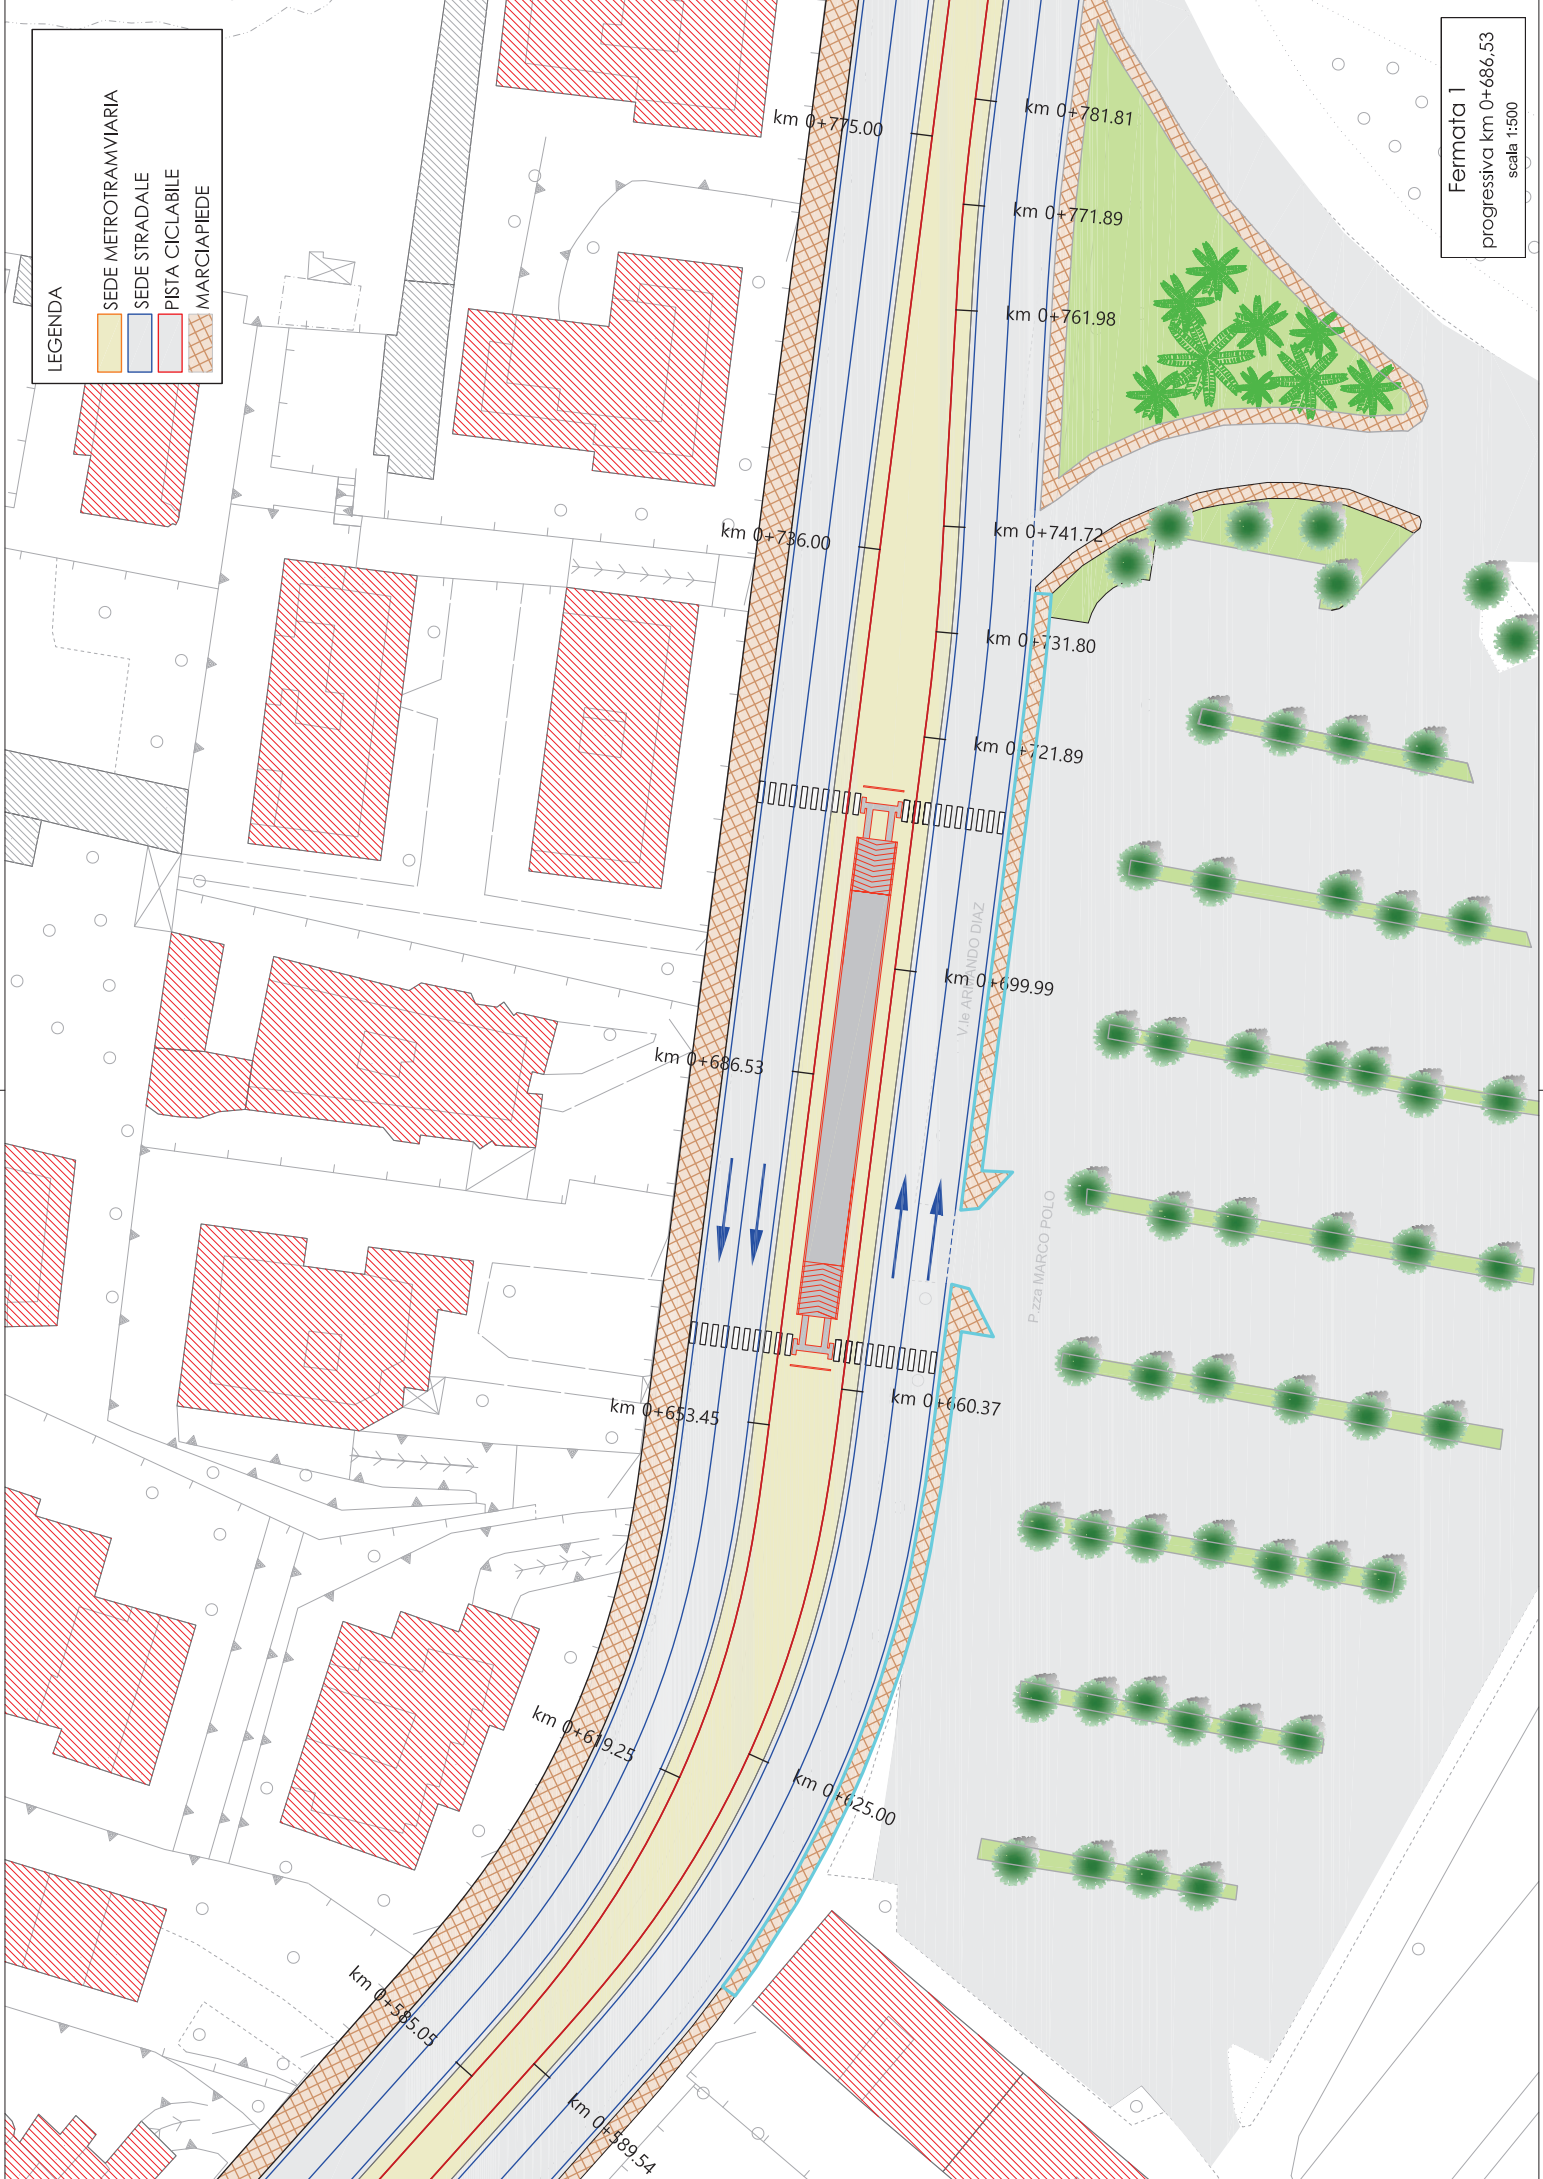 LEGENDA
SEDE METROTRAMVIARIA
SEDE STRADALE
PISTA CICLABILE
MARCIAPIEDE
Fermata 1
progressiva km 0+686,53
scala 1:500
km 0+775.00
km 0+781.81
km 0+771.89
km 0+761.98
km 0+736.00
km 0+741.72
km 0+731.80
km 0+721.89
V.le ARMANDO DIAZ
km 0+699.99
km 0+686.53
P.zza MARCO POLO
km 0+653.45
km 0+660.37
km 0+619.25
km 0+625.00
km 0+585.05
km 0+589.54